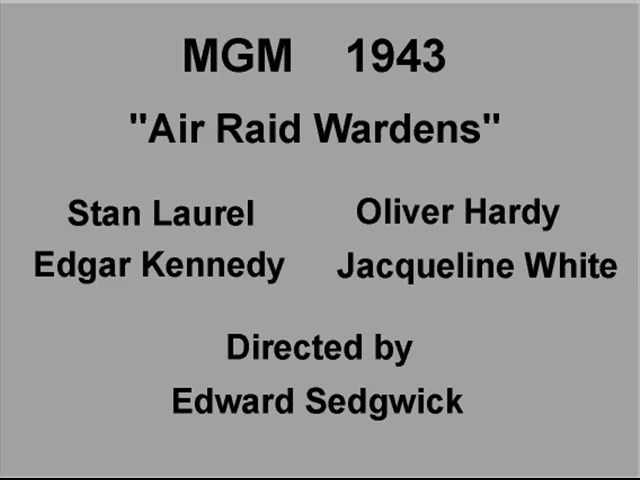 MGM 1943
"Air Raid Wardens"
Stan Laurel Oliver Hardy
Edgar Kennedy Jacqueline White
Directed by
Edward Sedgwick